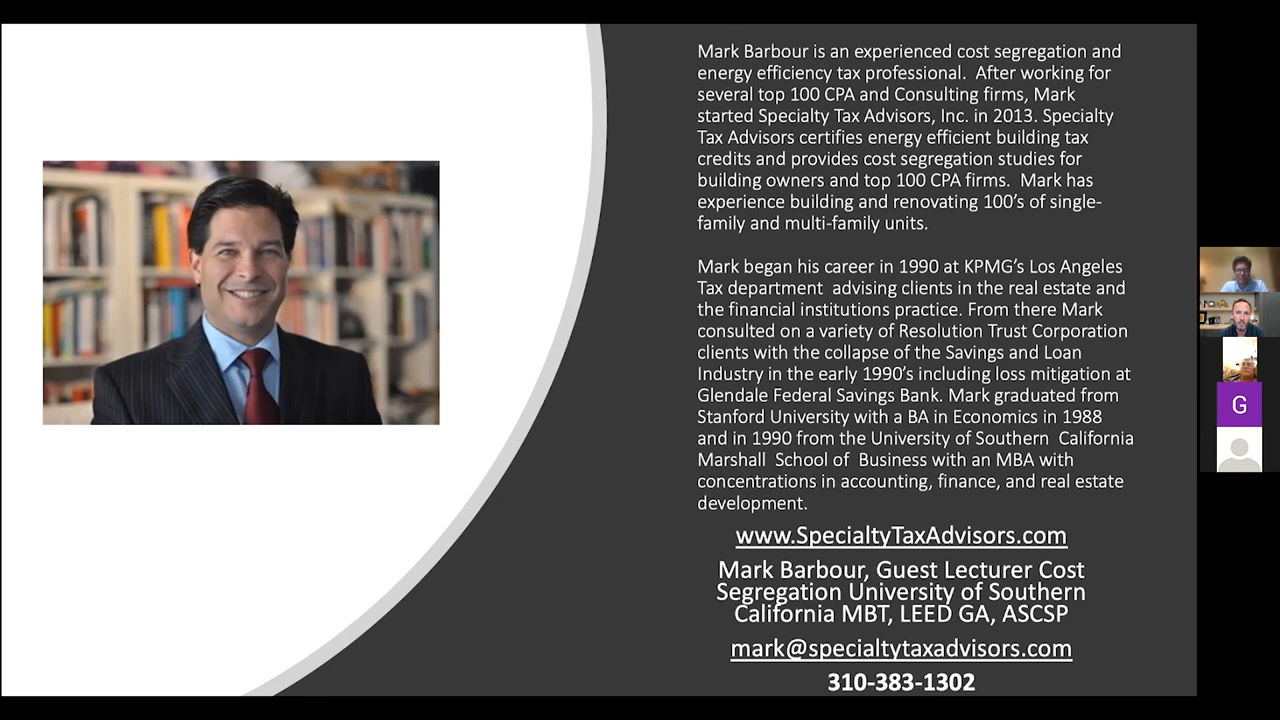 Mark Barbour is an experienced cost segregation and
energy efficiency tax professional.  After working for
several top 100 CPA and Consulting firms, Mark
started Specialty Tax Advisors, Inc. in 2013. Specialty
Tax Advisors certifies energy efficient building tax
credits and provides cost segregation studies for
building owners and top 100 CPA firms.  Mark has
experience building and renovating 100’s of single-
family and multi-family units.
Mark began his career in 1990 at KPMG’s Los Angeles
Tax department  advising clients in the real estate and
the financial institutions practice. From there Mark
consulted on a variety of Resolution Trust Corporation
clients with the collapse of the Savings and Loan
Industry in the early 1990’s including loss mitigation at
Glendale Federal Savings Bank. Mark graduated from
Stanford University with a BA in Economics in 1988
and in 1990 from the University of Southern  California
Marshall  School of  Business with an MBA with
concentrations in accounting, finance, and real estate
development.
www.SpecialtyTaxAdvisors.com
Mark Barbour, Guest Lecturer Cost
Segregation University of Southern
California MBT, LEED GA, ASCSP
mark@specialtytaxadvisors.com
310-383-1302
G